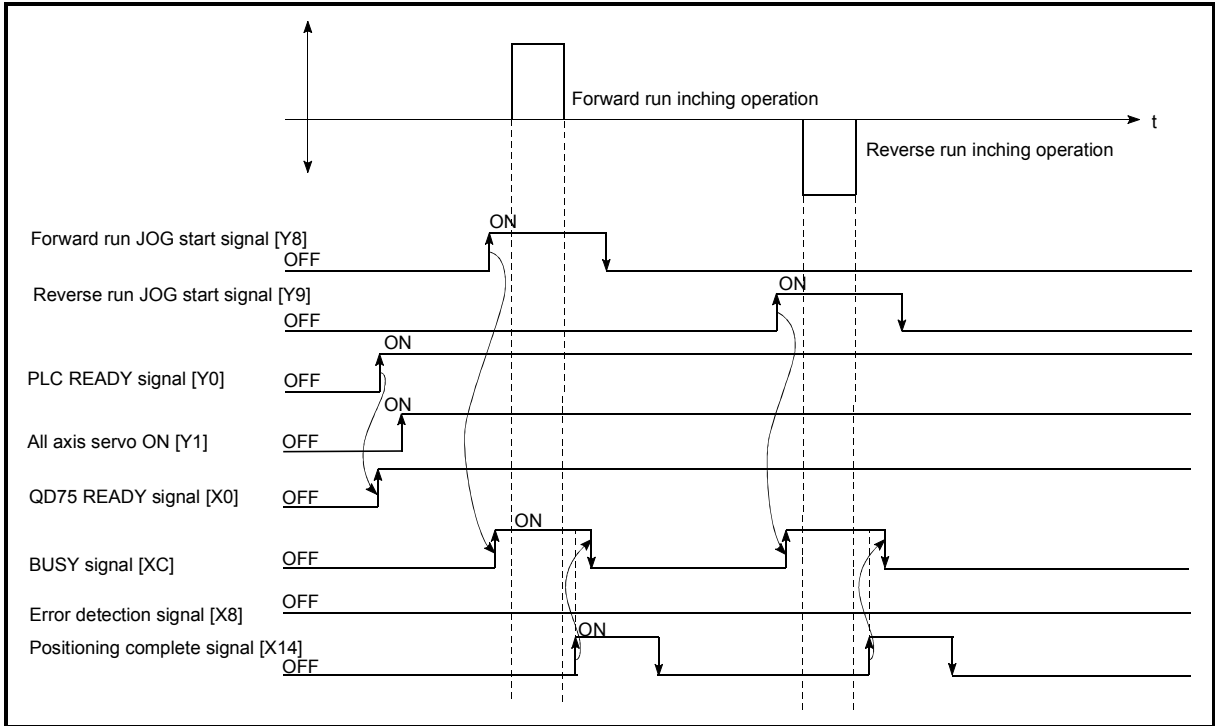 Forward run inching operation
t
Reverse run inching operation
ON
Forward run JOG start signal [Y8]
OFF
ON
Reverse run JOG start signal [Y9]
OFF
ON
PLC READY signal [Y0]
OFF
ON
All axis servo ON [Y1]
OFF
QD75 READY signal [X0]
OFF
ON
BUSY signal [XC]
OFF
OFF
Error detection signal [X8]
ON
Positioning complete signal [X14]
OFF